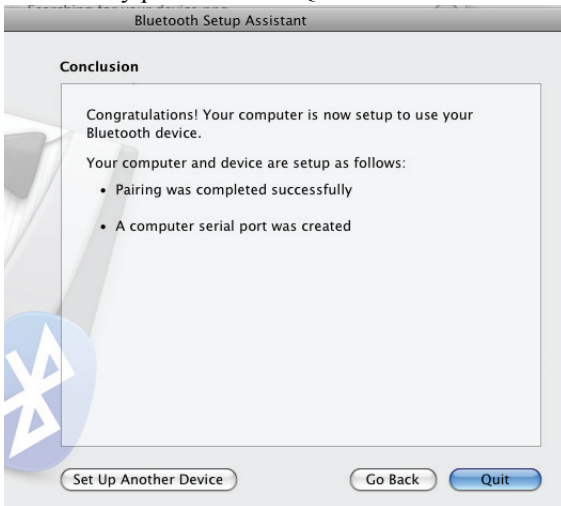 Bluetooth Setup Assistant
Conclusion
Congratulations! Your computer is now setup to use your
Bluetooth device.
Your computer and device are setup as follows:
• Pairing was completed successfully
• A computer serial port was created
Set Up Another Device
Go Back
Quit